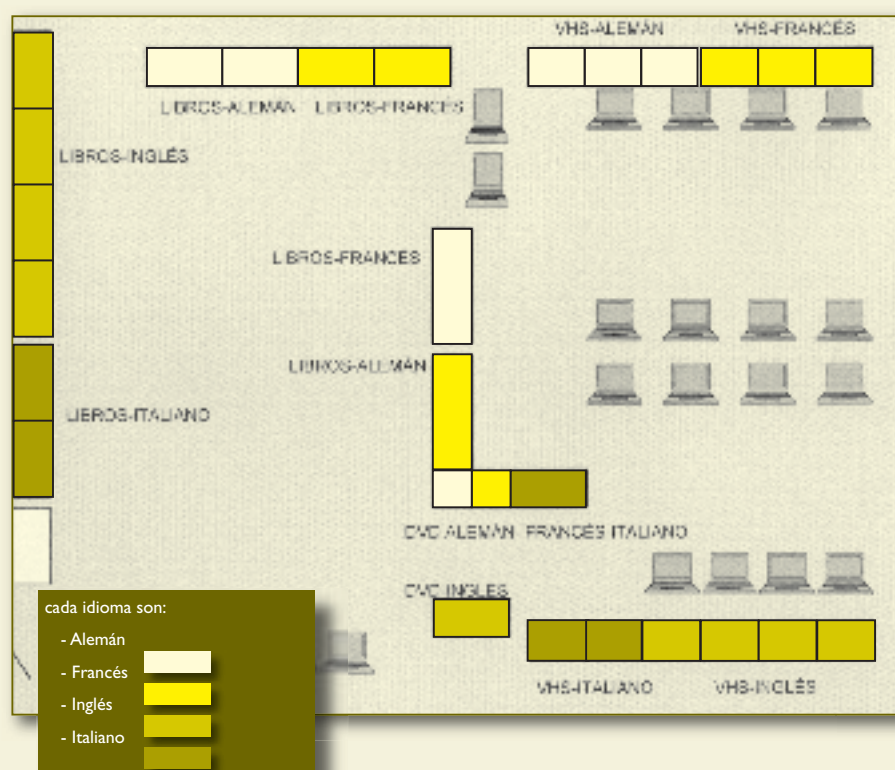 VHS-ALEMÁN VHS-FRANCÉS
LIBROS-ALEMÁN LIBROS-FRANCÉS
LIBROS-INGLÉS
LIBROS-FRANCÉS
LIBROS-ALEMÁN
LIBROS-ITALIANO
DVD ALEMÁN FRANCÉS ITALIANO
DVD INGLES
VHS-ITALIANO VHS-INGLÉS
cada idioma son:
- Alemán
- Francés
- Inglés
- Italiano